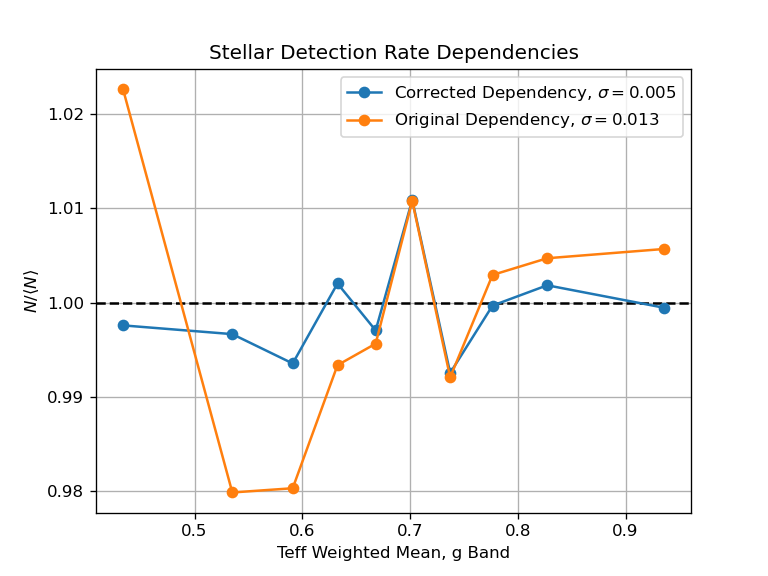 Stellar Detection Rate Dependencies
Corrected Dependency, σ = 0.005
Original Dependency, σ = 0.013
N/⟨N⟩
1.02
1.01
1.00
0.99
0.98
0.5 0.6 0.7 0.8 0.9
Teff Weighted Mean, g Band